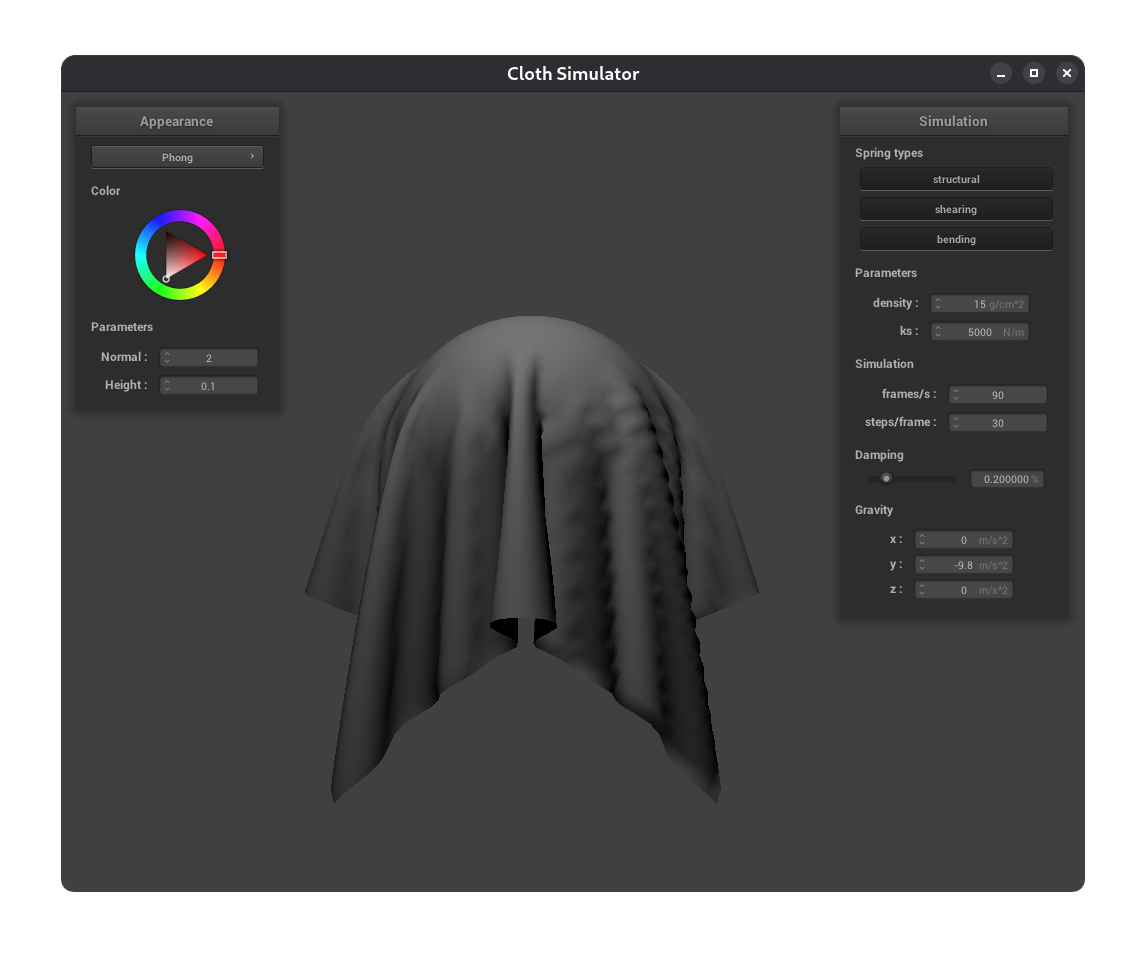 Cloth Simulator
Appearance
Phong
Color
Parameters
Normal : 2
Height : 0.1
Simulation
Spring types
structural
shearing
bending
Parameters
density : 15 g/cm^2
ks : 5000 N/m
Simulation
frames/s : 90
steps/frame : 30
Damping
0.200000 %
Gravity
x : 0 m/s^2
y : -9.8 m/s^2
z : 0 m/s^2